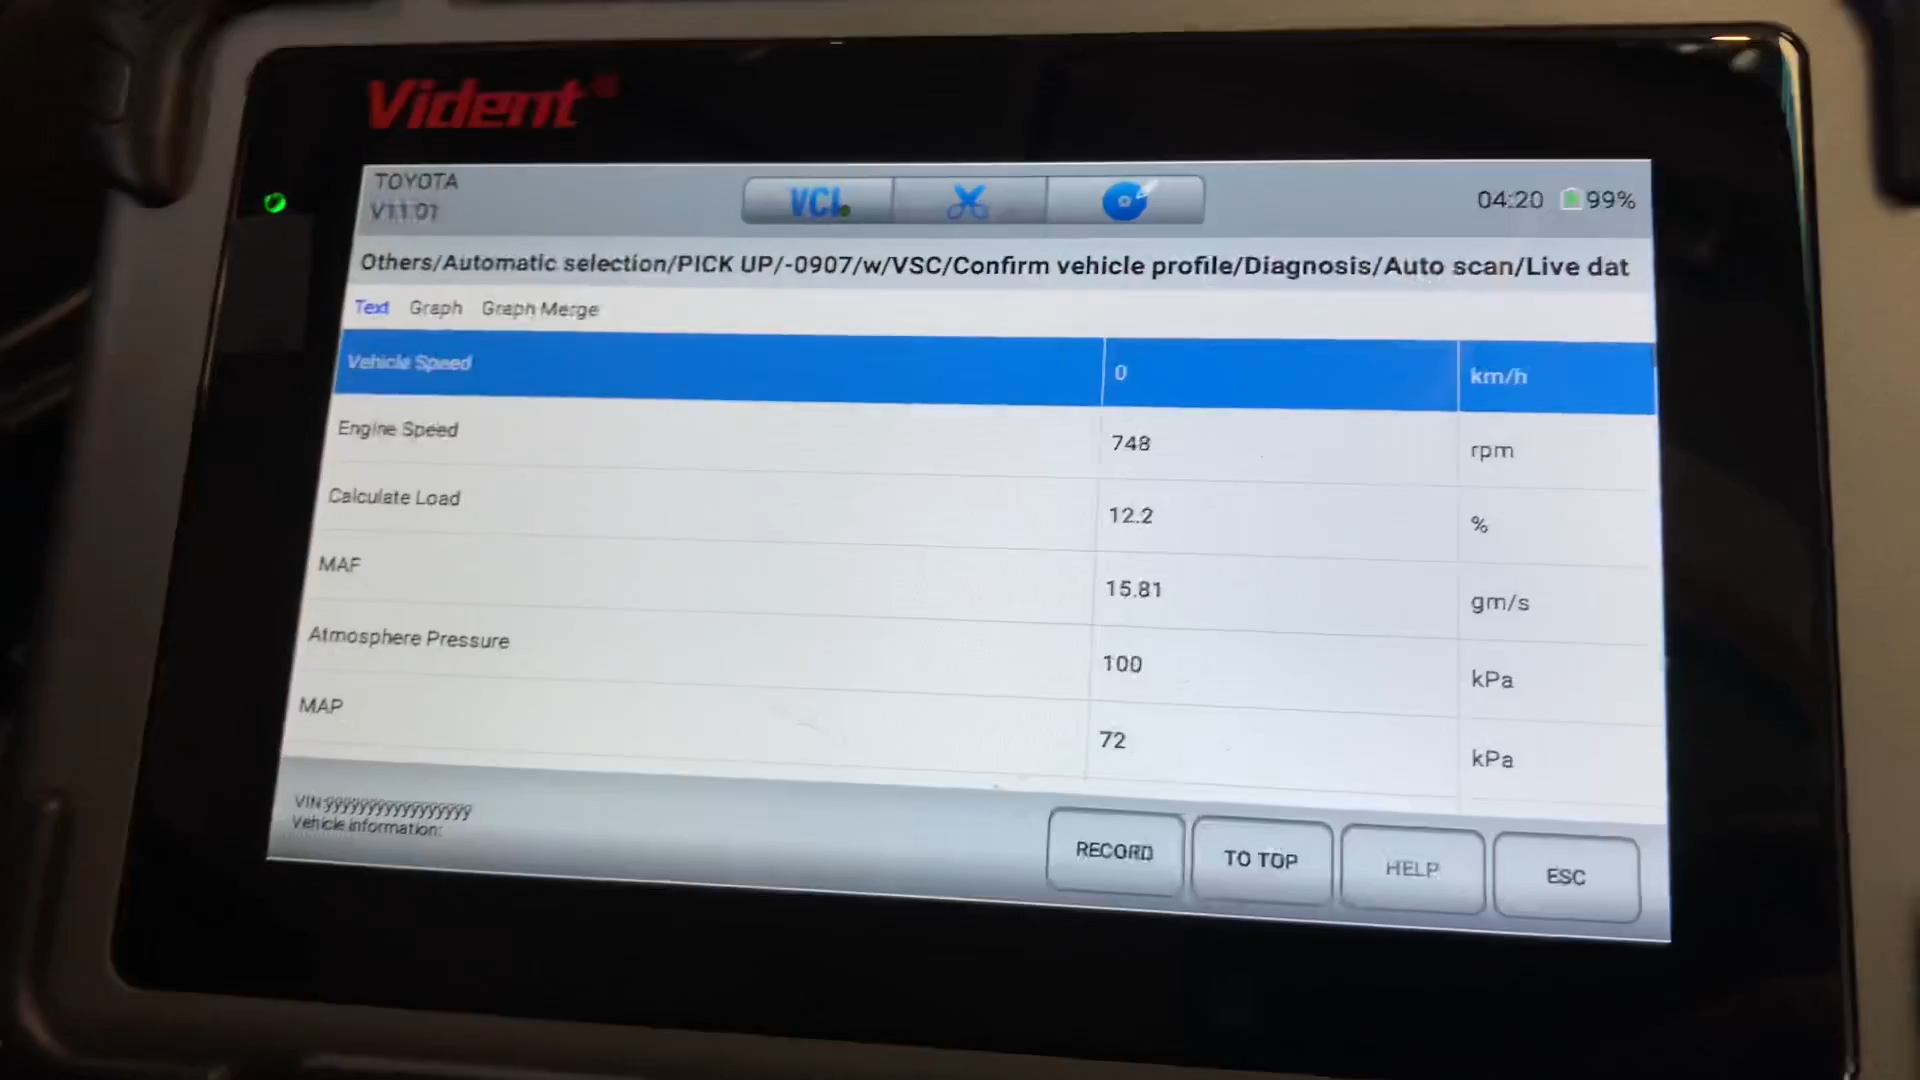 Vident
TOYOTA
V11.01
VCI
04:20 99%
Others/Automatic selection/PICK UP/-0907/w/VSC/Confirm vehicle profile/Diagnosis/Auto scan/Live dat
Text Graph Graph Merge
Vehicle Speed 0 km/h
Engine Speed 748 rpm
Calculate Load 12.2 %
MAF 15.81 gm/s
Atmosphere Pressure 100 kPa
MAP 72 kPa
VIN:ÿÿÿÿÿÿÿÿÿÿÿÿÿÿÿÿÿ
Vehicle information:
RECORD TO TOP HELP ESC